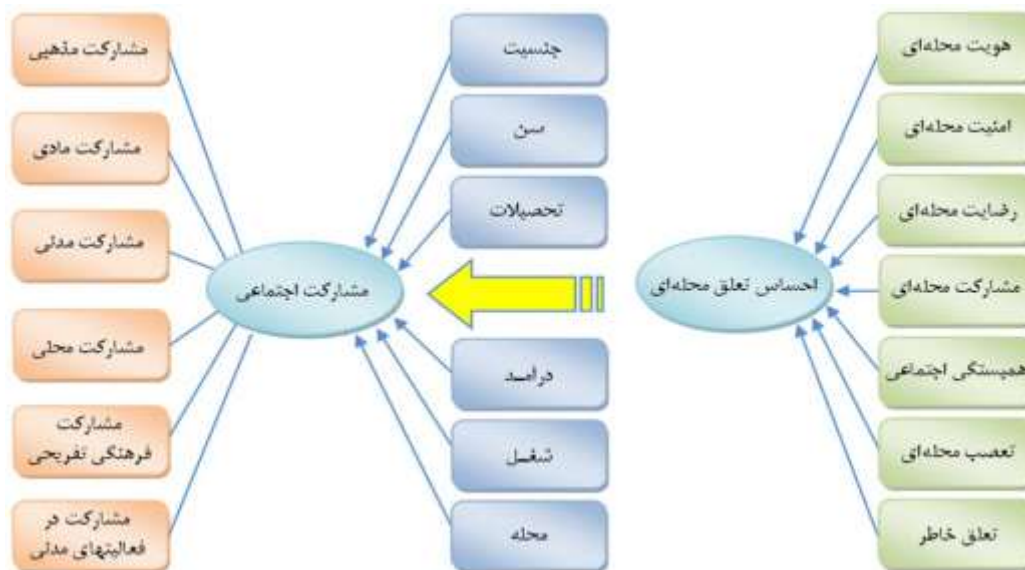 هویت محله‌ای
امنیت محله‌ای
رضایت محله‌ای
مشارکت محله‌ای
همبستگی اجتماعی
تعصب محله‌ای
تعلق خاطر
احساس تعلق محله‌ای
جنسیت
سن
تحصیلات
درامد
شغل
محله
مشارکت اجتماعی
مشارکت مذهبی
مشارکت مادی
مشارکت مدنی
مشارکت محلی
مشارکت
فرهنگی تفریحی
مشارکت در
فعالیتهای مدنی